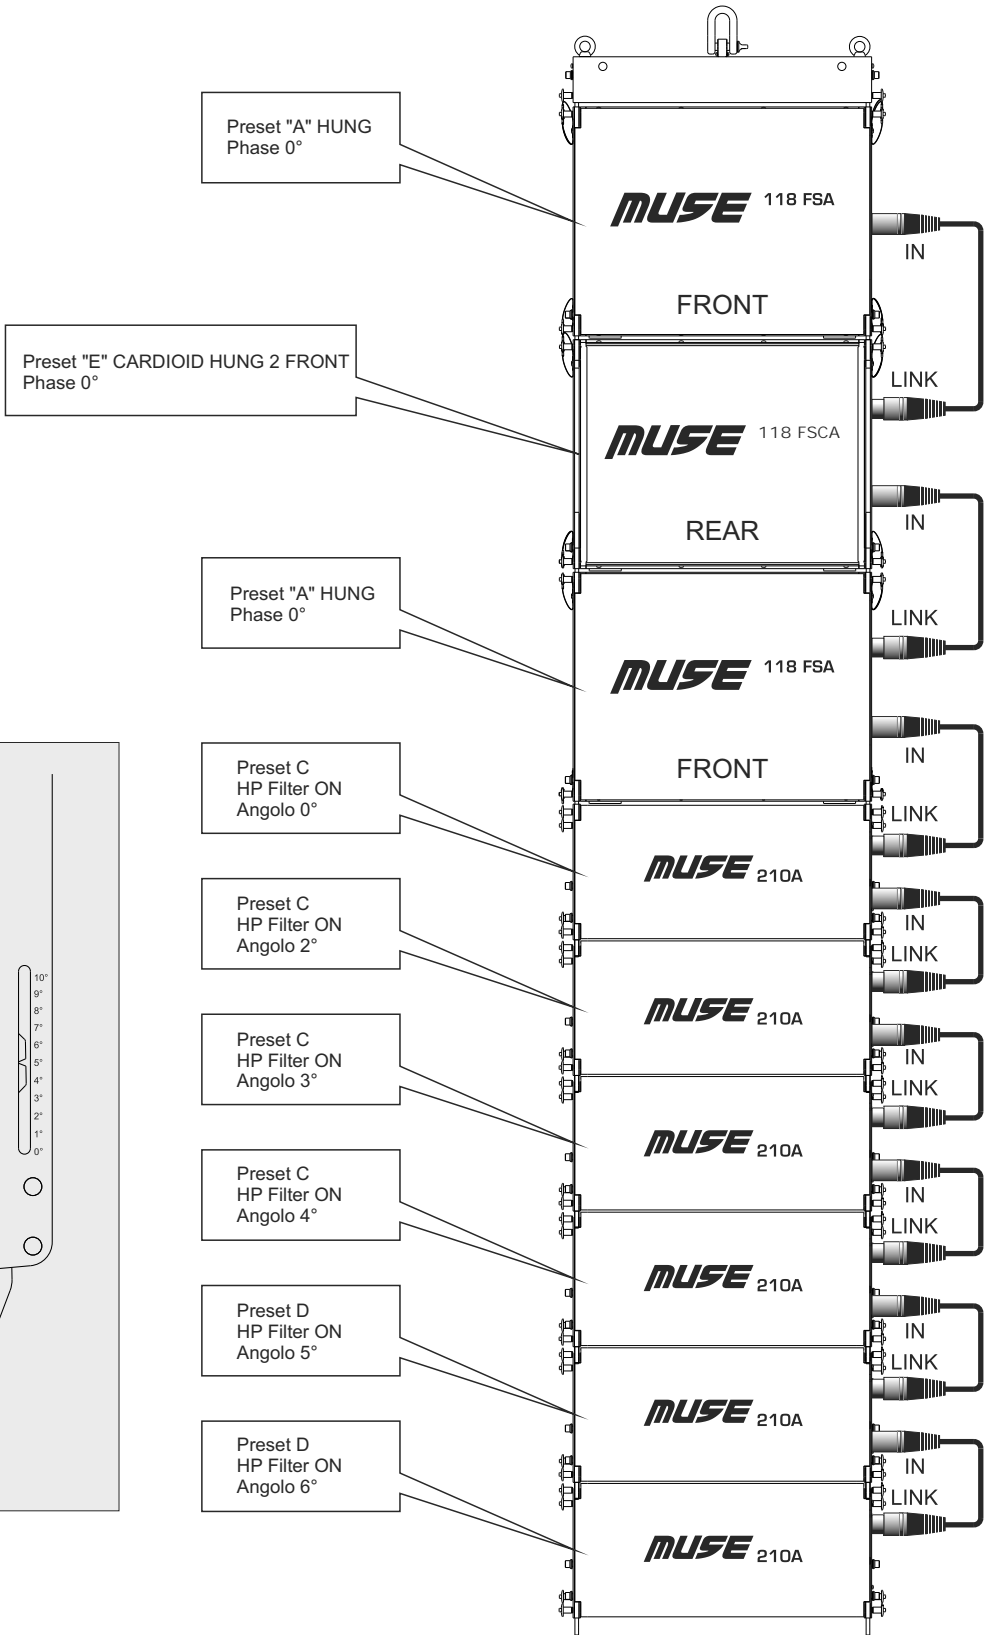 Preset "A" HUNG
Phase 0°
MUSE 118 FSA
FRONT
IN
Preset "E" CARDIOID HUNG 2 FRONT
Phase 0°
LINK
MUSE 118 FSCA
REAR
IN
Preset "A" HUNG
Phase 0°
LINK
MUSE 118 FSA
FRONT
IN
Preset C
HP Filter ON
Angolo 0°
LINK
MUSE 210A
IN
Preset C
HP Filter ON
Angolo 2°
LINK
MUSE 210A
IN
Preset C
HP Filter ON
Angolo 3°
LINK
MUSE 210A
IN
Preset C
HP Filter ON
Angolo 4°
LINK
MUSE 210A
IN
Preset D
HP Filter ON
Angolo 5°
LINK
MUSE 210A
IN
Preset D
HP Filter ON
Angolo 6°
LINK
MUSE 210A
10°
9°
8°
7°
6°
5°
4°
3°
2°
1°
0°